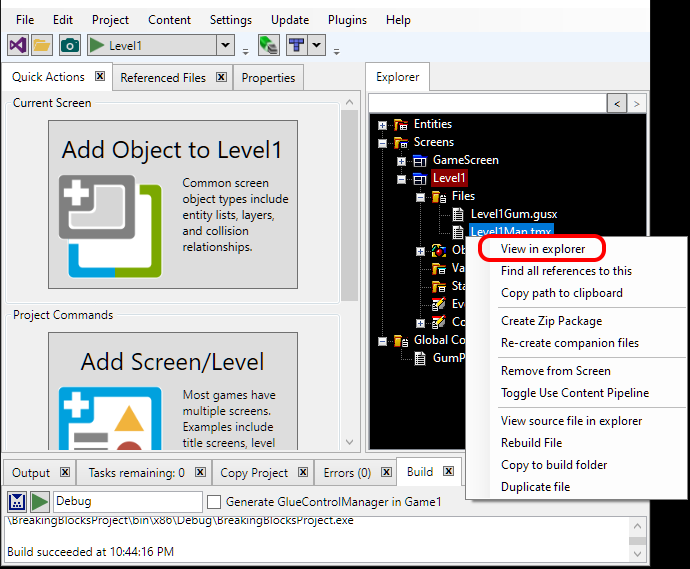 File Edit Project Content Settings Update Plugins Help
Level1
Quick Actions Referenced Files Properties
Explorer
Current Screen
< >
Add Object to Level1
Common screen
object types include
entity lists, layers,
and collision
relationships.
Project Commands
Add Screen/Level
Most games have
multiple screens.
Examples include
title screens, level
Entities
Screens
GameScreen
Level1
Files
Level1Gum.gusx
Level1Map.tmx
Ob
Va
Sta
Eve
Co
Global Co
GumP
View in explorer
Find all references to this
Copy path to clipboard
Create Zip Package
Re-create companion files
Remove from Screen
Toggle Use Content Pipeline
View source file in explorer
Rebuild File
Copy to build folder
Duplicate file
Output Tasks remaining: 0 Copy Project Errors (0) Build
Debug Generate GlueControlManager in Game1
\BreakingBlocksProject\bin\x86\Debug\BreakingBlocksProject.exe
Build succeeded at 10:44:16 PM